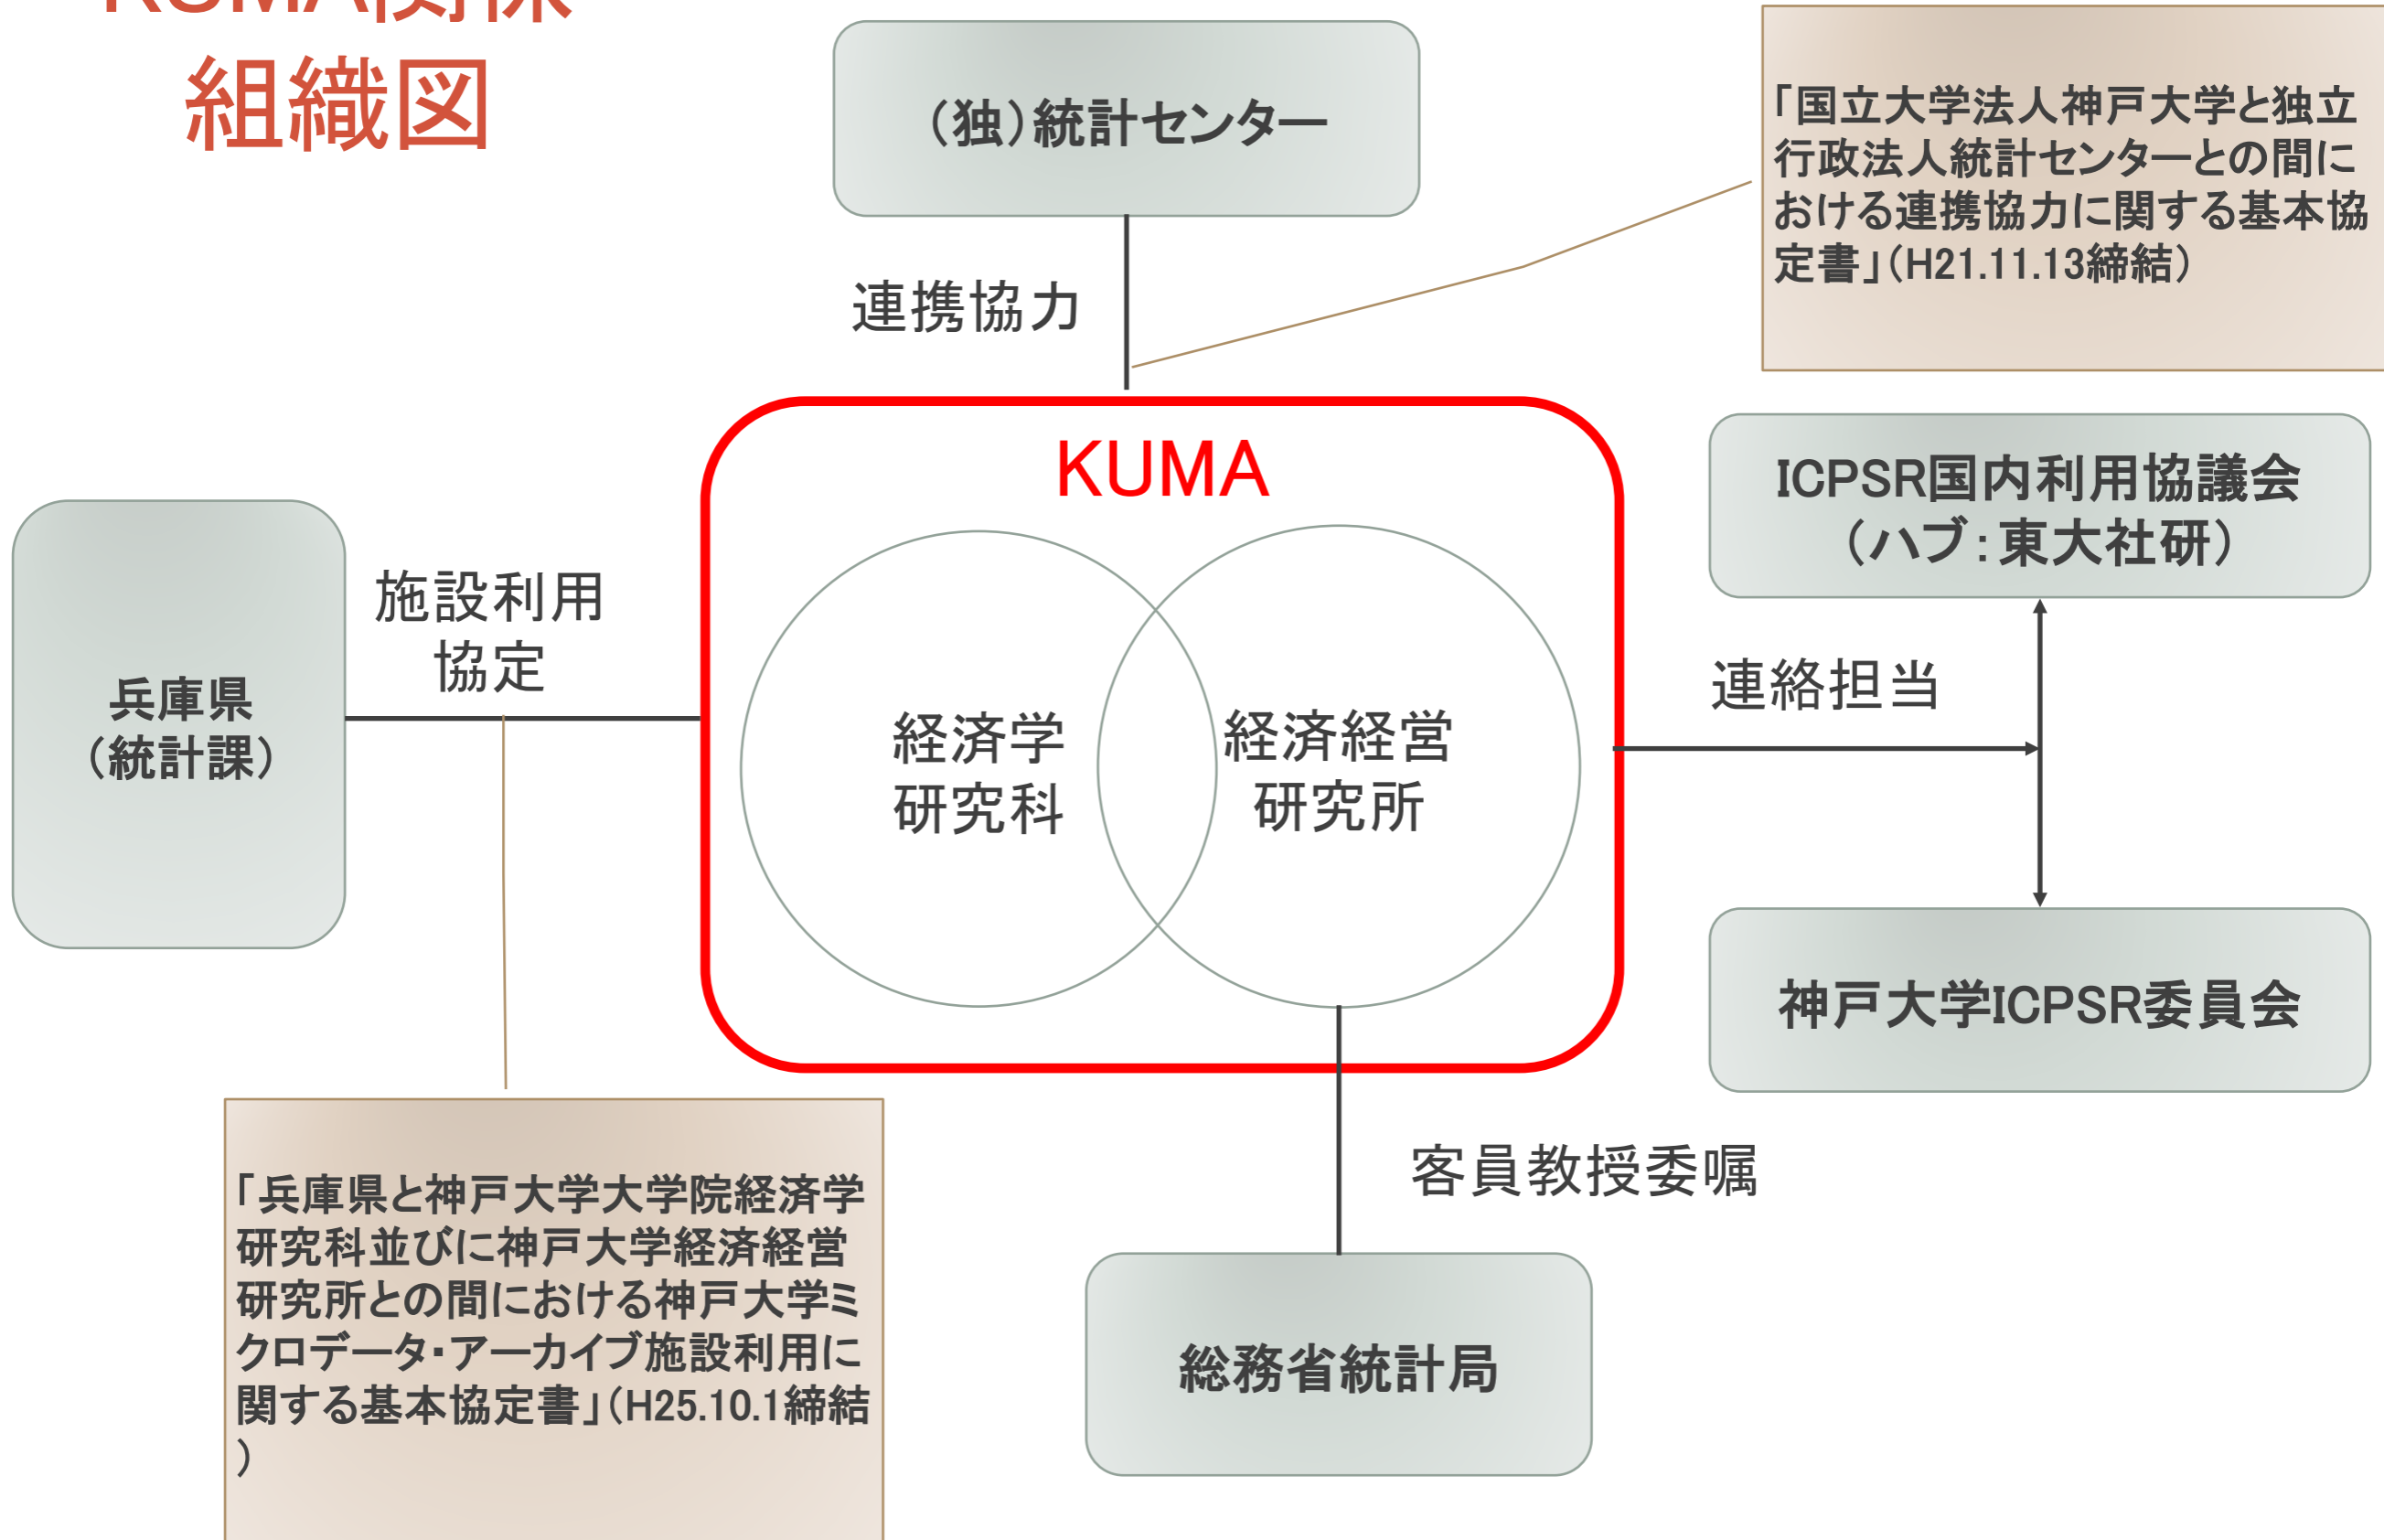 KUMA関係
組織図
（独）統計センター
「国立大学法人神戸大学と独立
行政法人統計センターとの間に
おける連携協力に関する基本協
定書」（H21.11.13締結）
連携協力
KUMA
ICPSR国内利用協議会
（ハブ：東大社研）
施設利用
協定
兵庫県
（統計課）
経済学
研究科
経済経営
研究所
連絡担当
神戸大学ICPSR委員会
客員教授委嘱
「兵庫県と神戸大学大学院経済学
研究科並びに神戸大学経済経営
研究所との間における神戸大学ミ
クロデータ・アーカイブ施設利用に
関する基本協定書」（H25.10.1締結
）
総務省統計局